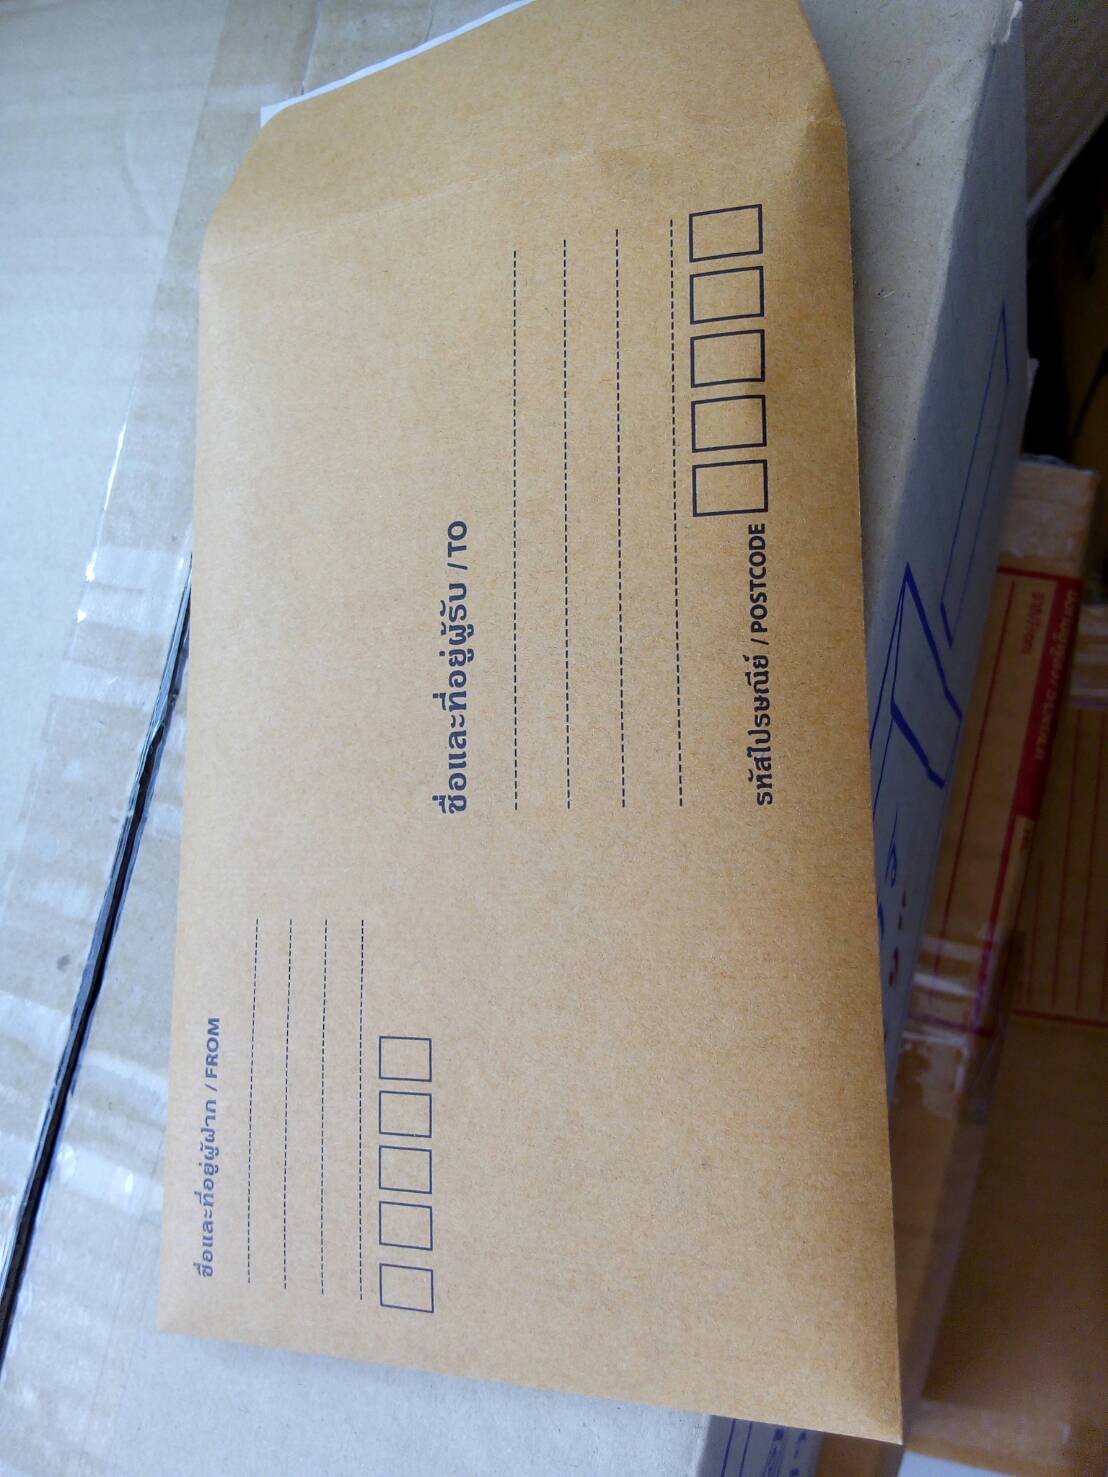 ชื่อและที่อยู่ผู้ฝาก / FROM
ชื่อและที่อยู่ผู้รับ / TO
รหัสไปรษณีย์ / POSTCODE